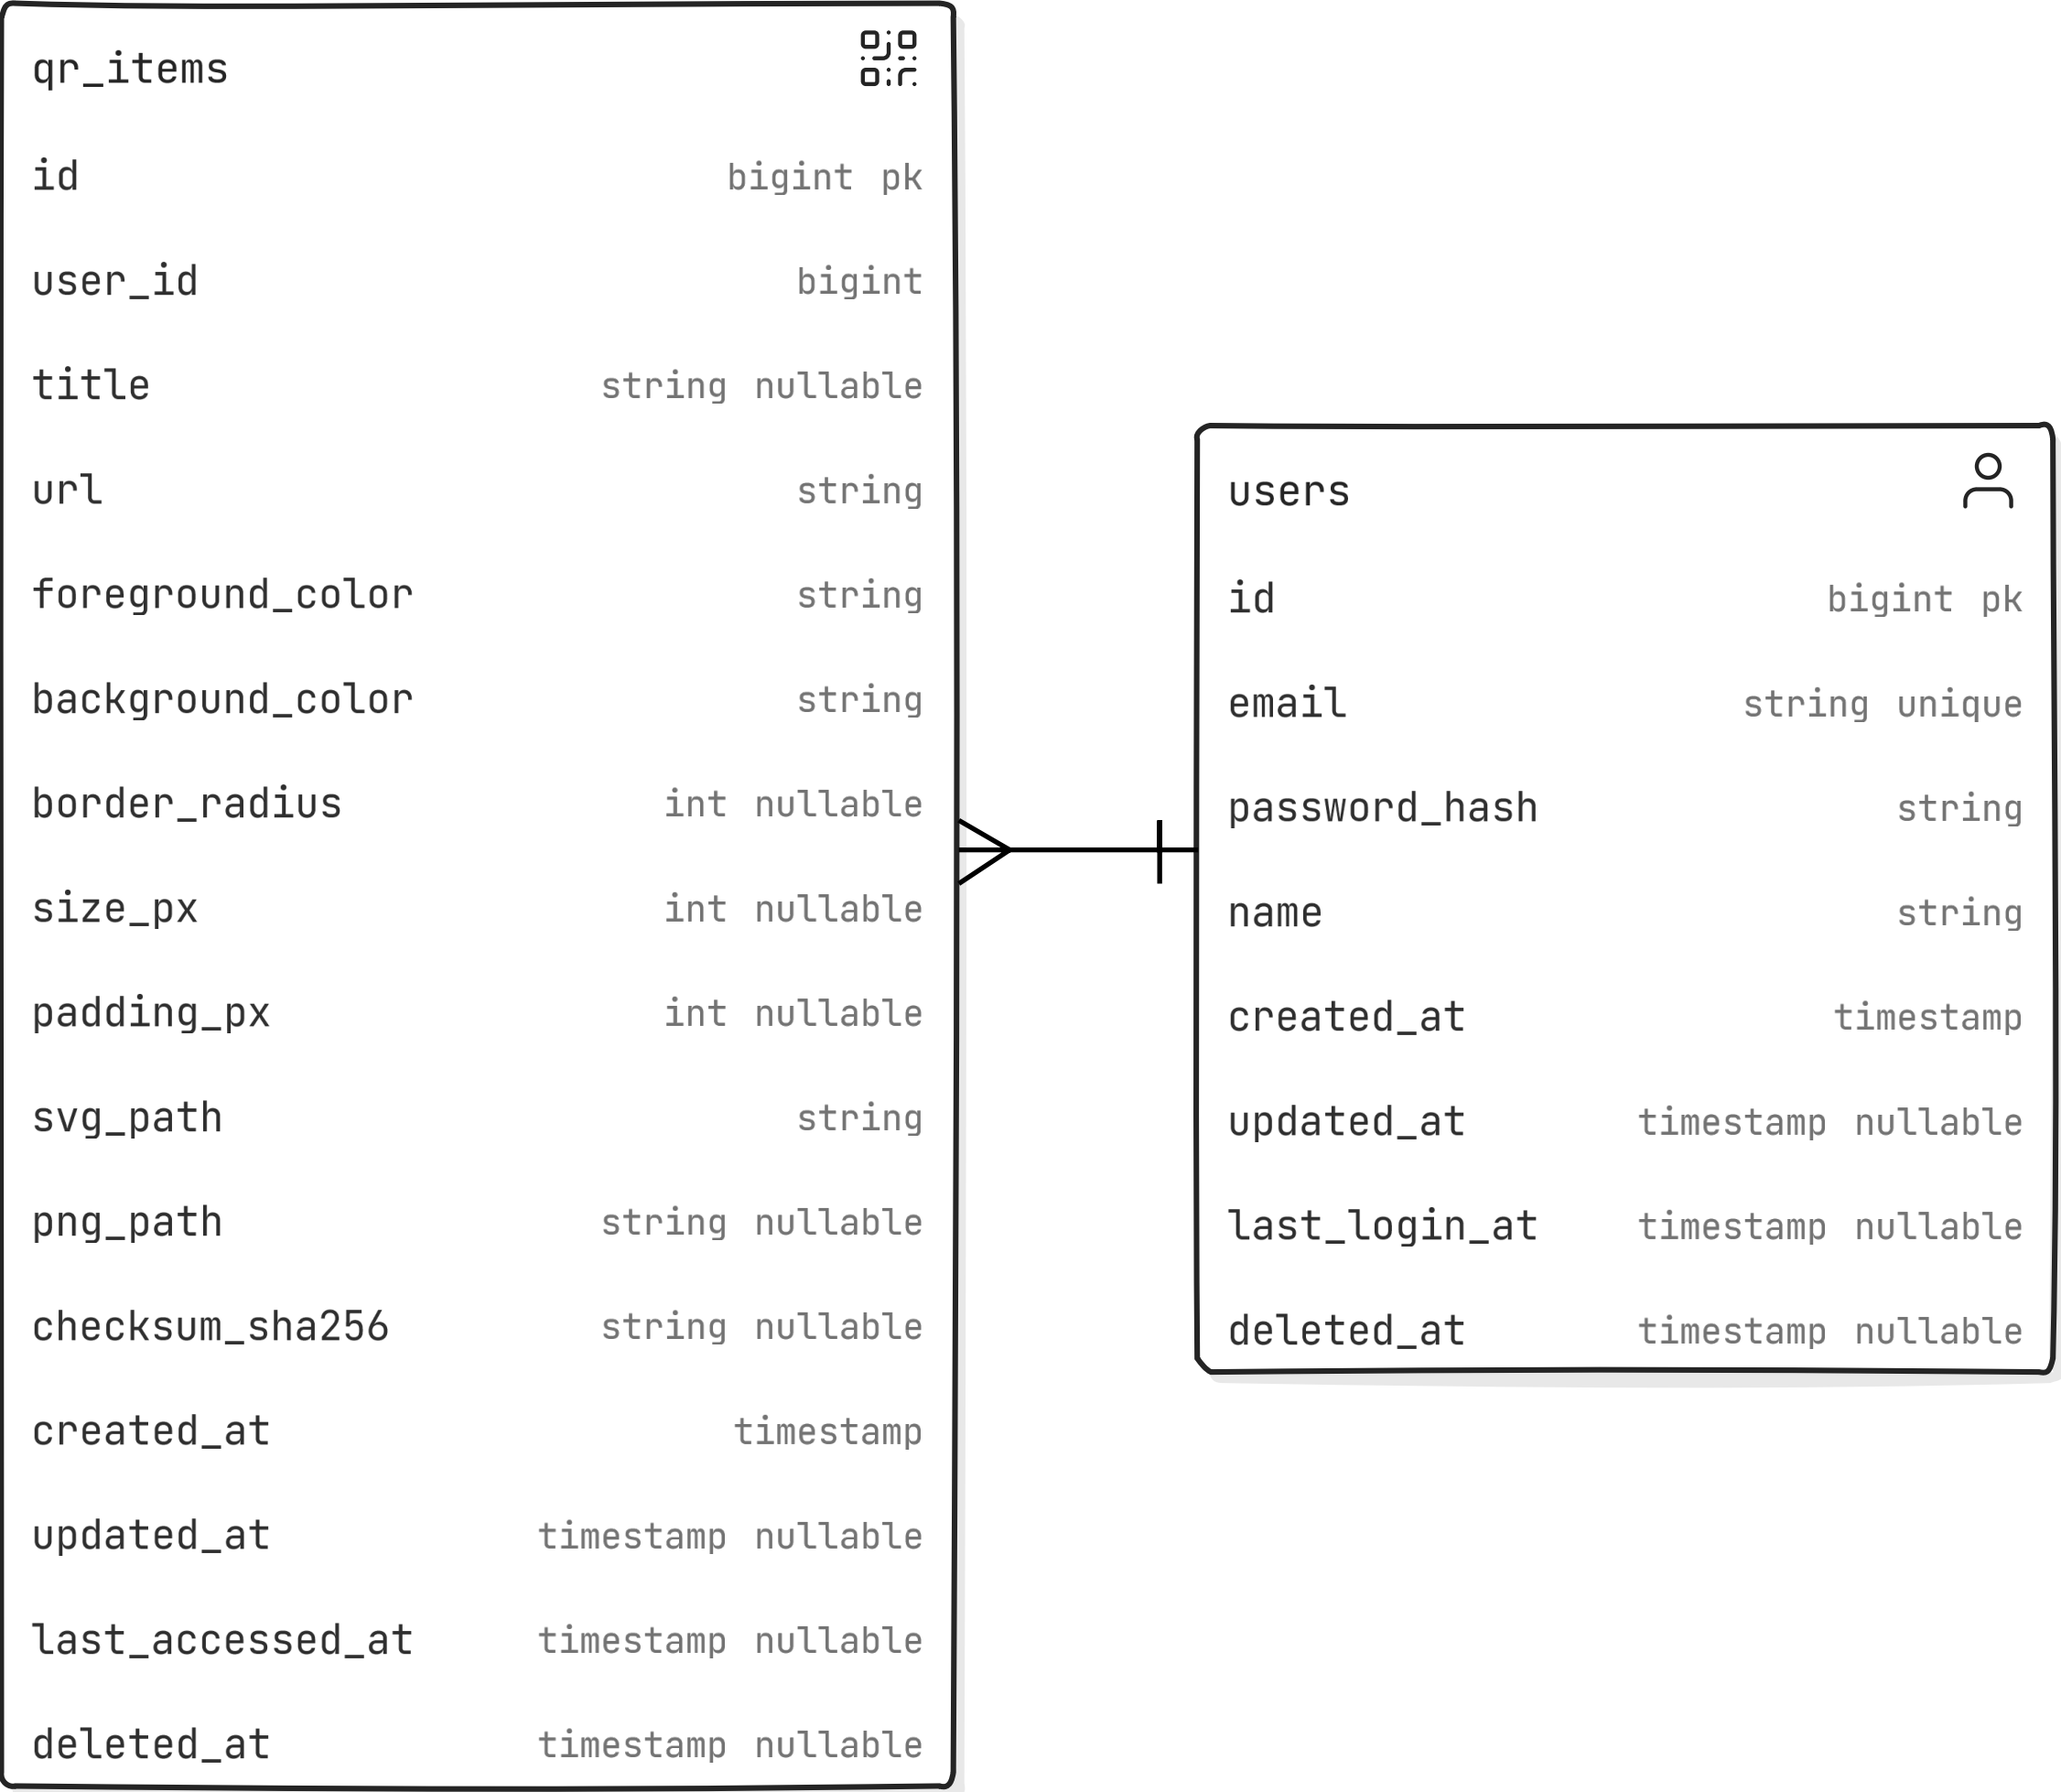 qr_items
id bigint pk
user_id bigint
title string nullable
url string
foreground_color string
background_color string
border_radius int nullable
size_px int nullable
padding_px int nullable
svg_path string
png_path string nullable
checksum_sha256 string nullable
created_at timestamp
updated_at timestamp nullable
last_accessed_at timestamp nullable
deleted_at timestamp nullable
users
id bigint pk
email string unique
password_hash string
name string
created_at timestamp
updated_at timestamp nullable
last_login_at timestamp nullable
deleted_at timestamp nullable